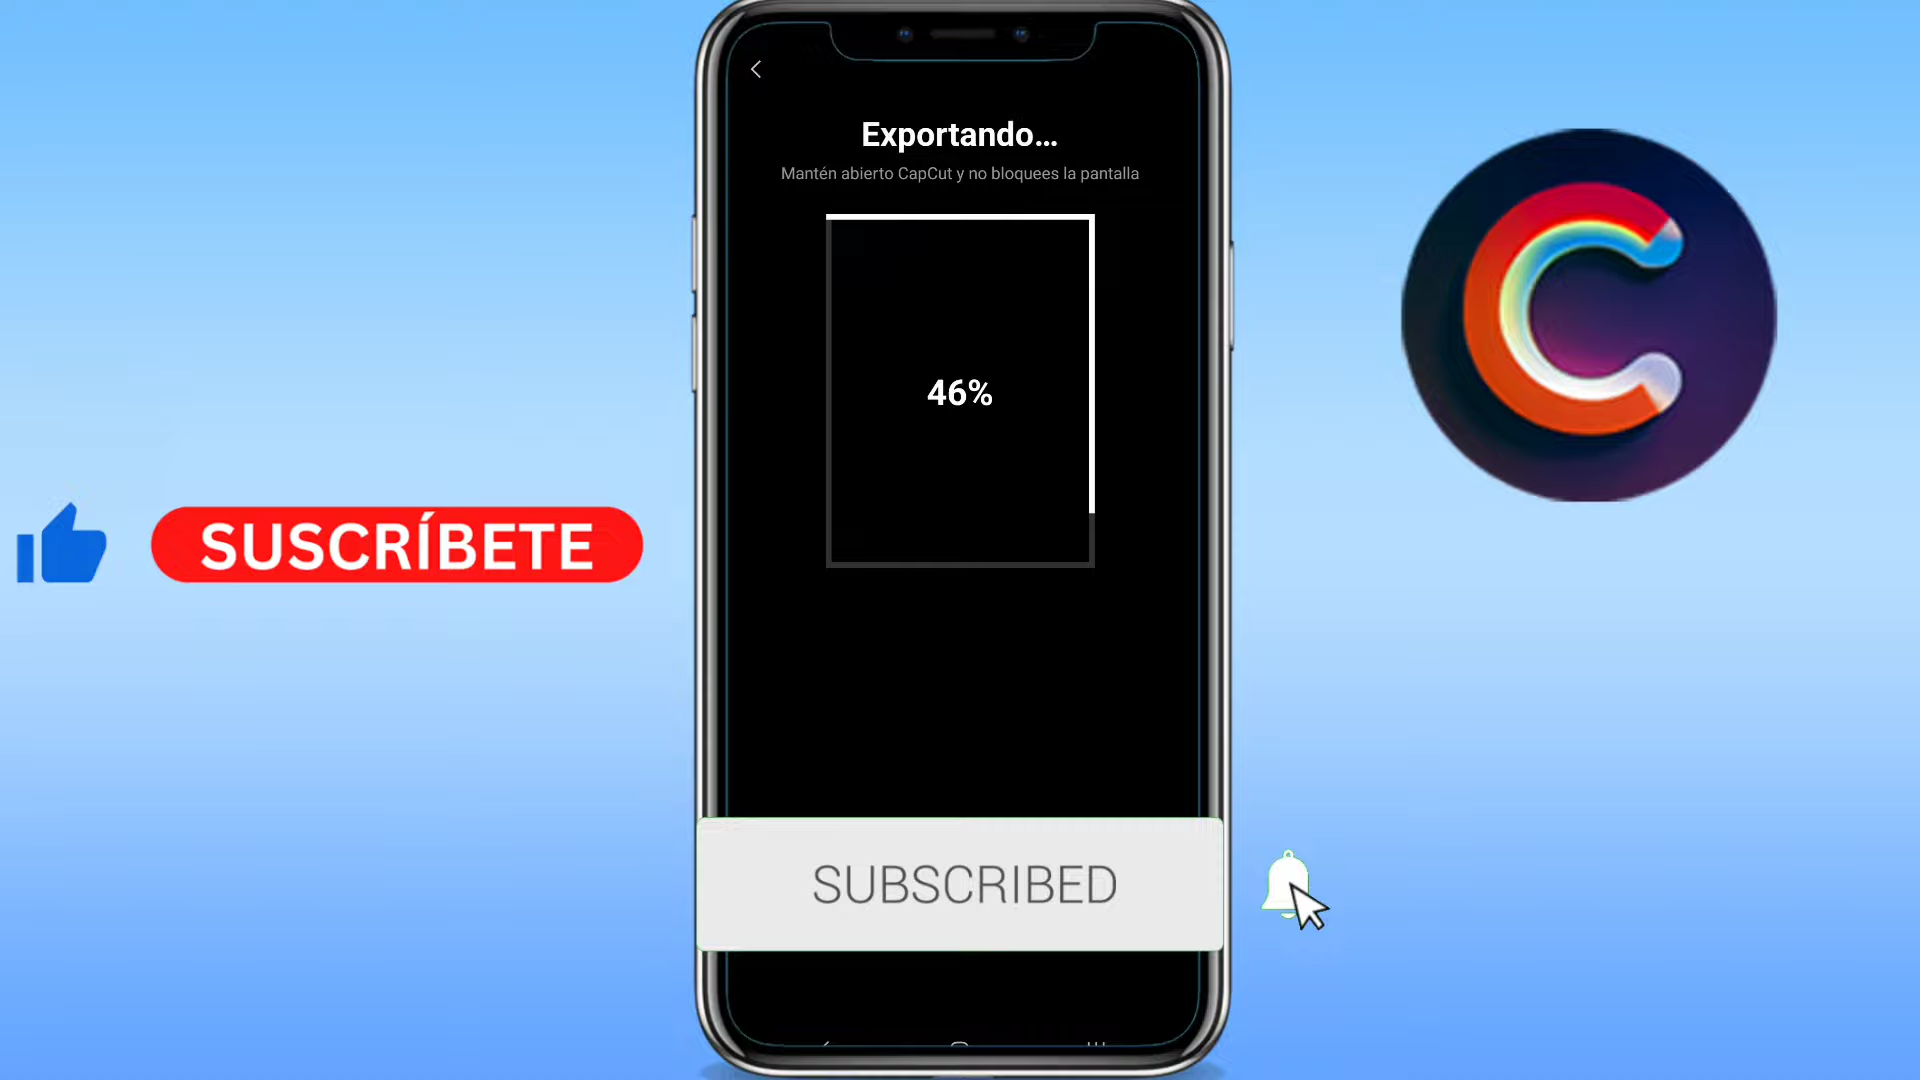 Exportando...
Mantén abierto CapCut y no bloquees la pantalla
46%
SUSCRÍBETE
SUBSCRIBED